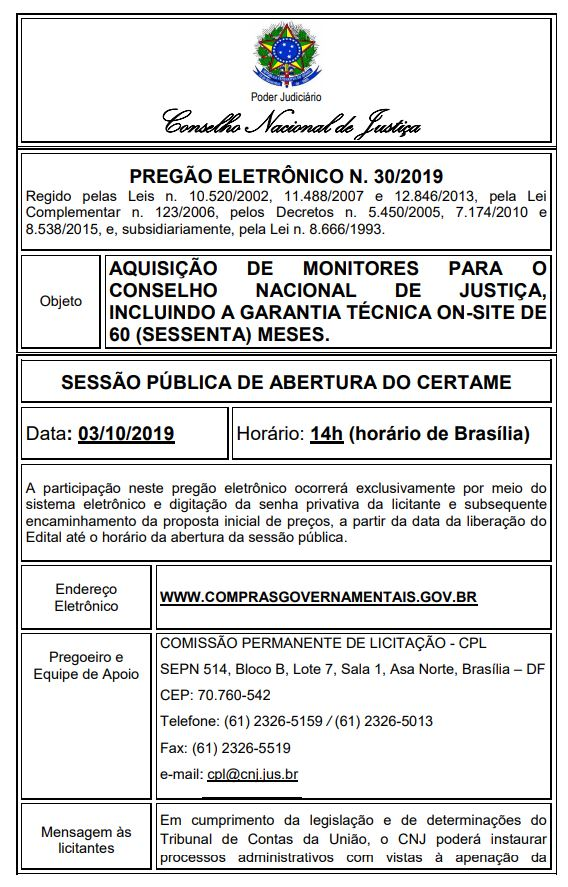 Poder Judiciário
Conselho Nacional de Justiça
PREGÃO ELETRÔNICO N. 30/2019
Regido pelas Leis n. 10.520/2002, 11.488/2007 e 12.846/2013, pela Lei
Complementar n. 123/2006, pelos Decretos n. 5.450/2005, 7.174/2010 e
8.538/2015, e, subsidiariamente, pela Lei n. 8.666/1993.
Objeto
AQUISIÇÃO DE MONITORES PARA O
CONSELHO NACIONAL DE JUSTIÇA,
INCLUINDO A GARANTIA TÉCNICA ON-SITE DE
60 (SESSENTA) MESES.
SESSÃO PÚBLICA DE ABERTURA DO CERTAME
Data: 03/10/2019
Horário: 14h (horário de Brasília)
A participação neste pregão eletrônico ocorrerá exclusivamente por meio do
sistema eletrônico e digitação da senha privativa da licitante e subsequente
encaminhamento da proposta inicial de preços, a partir da data da liberação do
Edital até o horário da abertura da sessão pública.
Endereço
Eletrônico
WWW.COMPRASGOVERNAMENTAIS.GOV.BR
Pregoeiro e
Equipe de Apoio
COMISSÃO PERMANENTE DE LICITAÇÃO - CPL
SEPN 514, Bloco B, Lote 7, Sala 1, Asa Norte, Brasília – DF
CEP: 70.760-542
Telefone: (61) 2326-5159 / (61) 2326-5013
Fax: (61) 2326-5519
e-mail: cpl@cnj.jus.br
Mensagem às
licitantes
Em cumprimento da legislação e de determinações do
Tribunal de Contas da União, o CNJ poderá instaurar
processos administrativos com vistas à apenação da